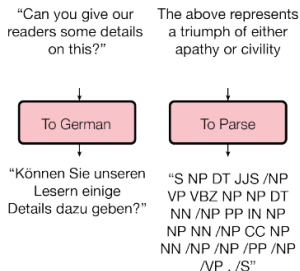 “Can you give our
readers some details
on this?”
To German
“Können Sie unseren
Lesern einige
Details dazu geben?”
The above represents
a triumph of either
apathy or civility
To Parse
“S NP DT JJS /NP
VP VBZ NP NP DT
NN /NP PP IN NP
NP NN /NP CC NP
NN /NP /NP /PP /NP
/VP . /S”